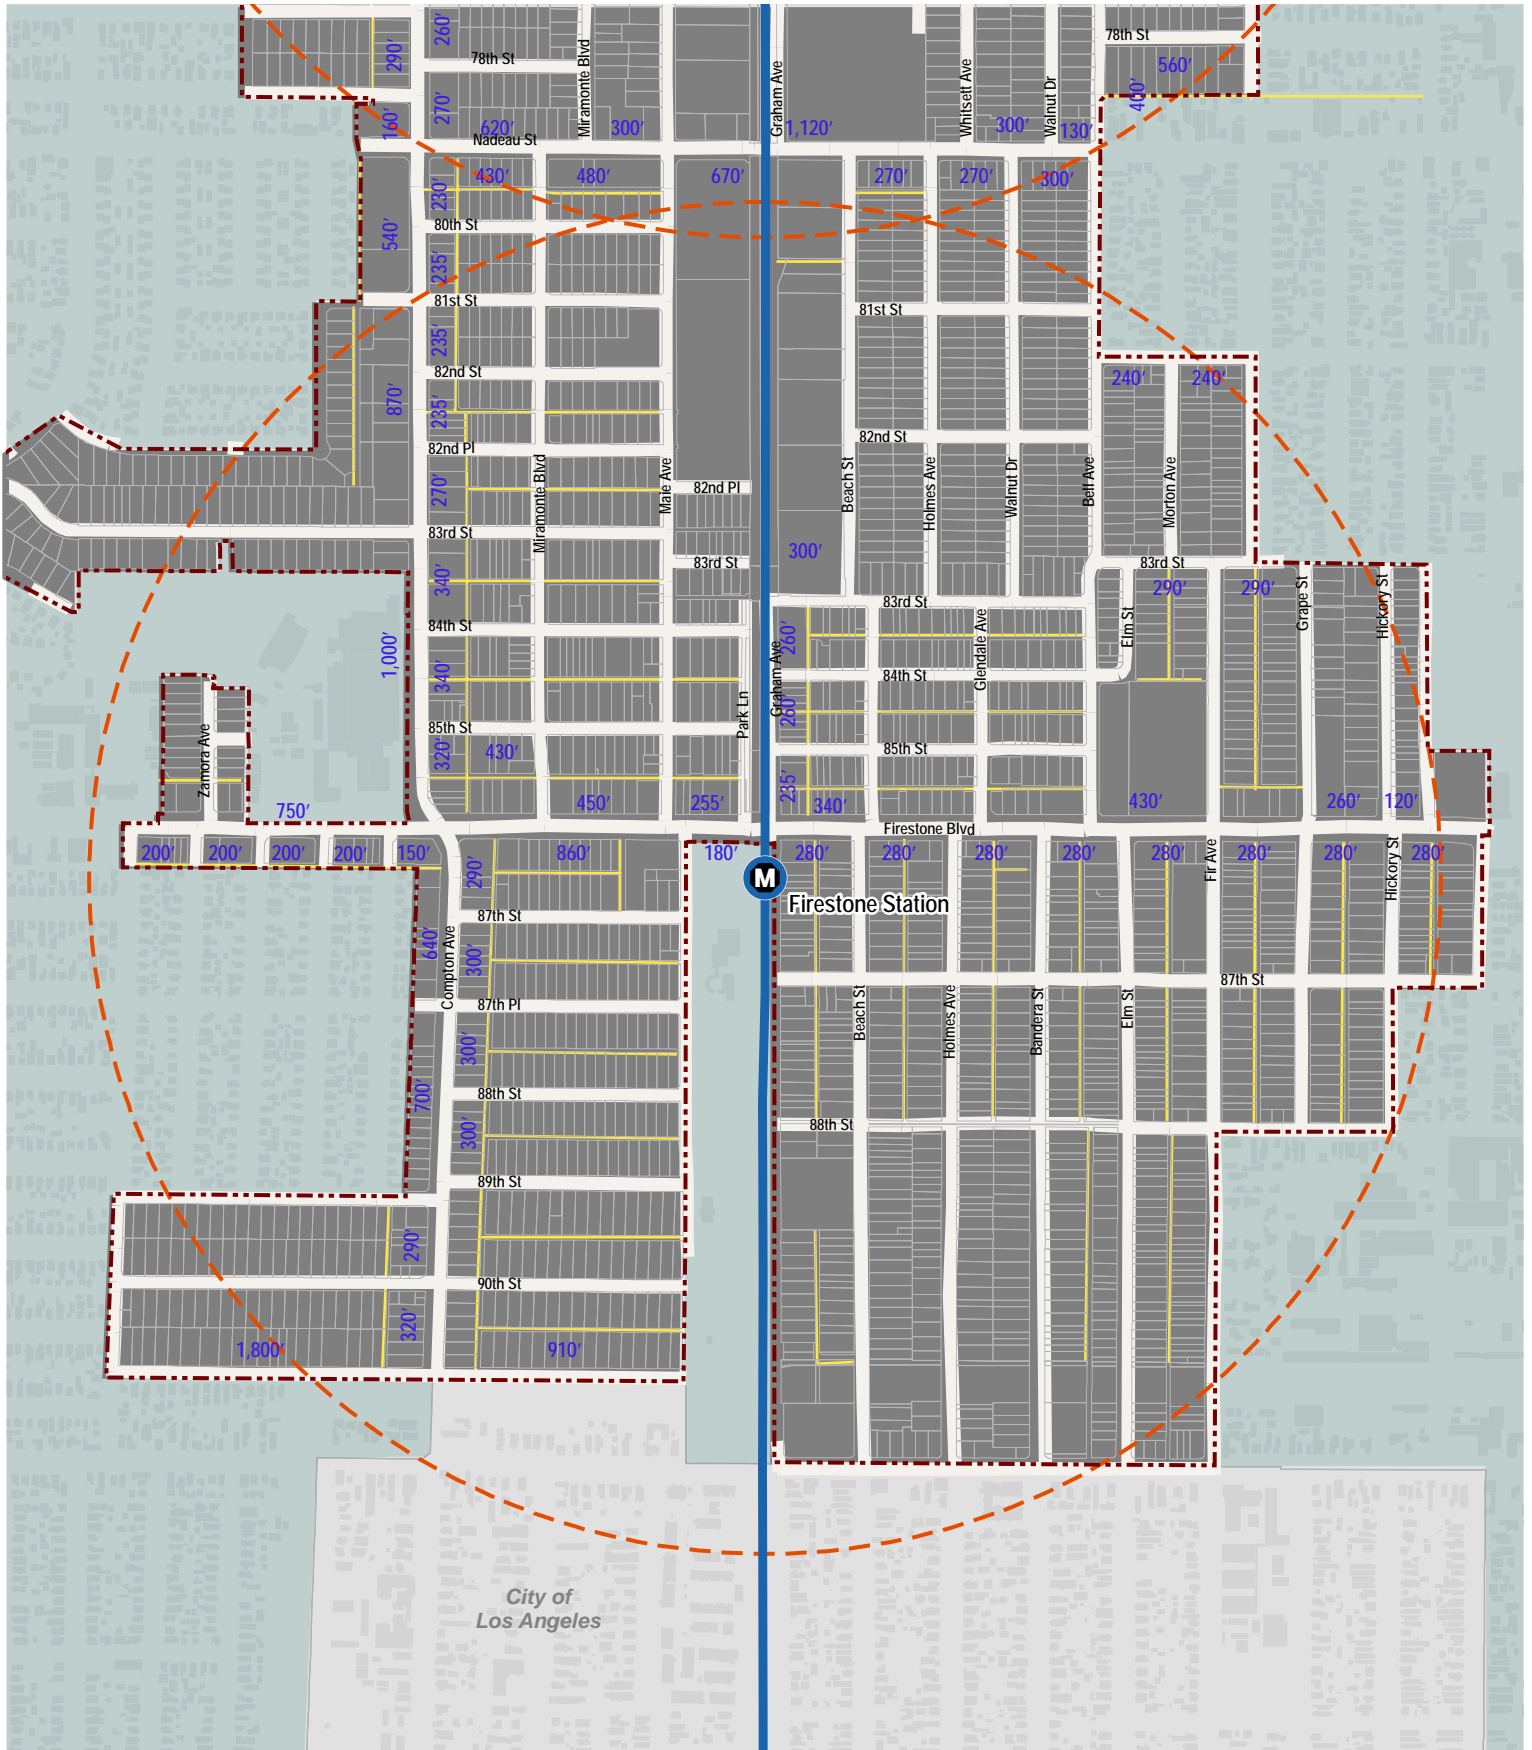 260'
290'
78th St
Miramonte Blvd
Graham Ave
Whitsett Ave
Walnut Dr
78th St
560'
400'
160'
270'
620'
300'
1,120'
300'
130'
Nadeau St
230'
430'
480'
670'
270'
270'
300'
540'
80th St
235'
81st St
81st St
235'
82nd St
870'
235'
240'
240'
82nd St
82nd Pl
270'
Miramonte Blvd
Maie Ave
82nd Pl
Beach St
Holmes Ave
Walnut Dr
Bell Ave
Morton Ave
83rd St
300'
83rd St
83rd St
340'
290'
290'
Grape St
Hickory St
83rd St
84th St
1,000'
260'
Glendale Ave
Elm St
340'
84th St
Graham Ave
260'
Park Ln
85th St
85th St
Zamora Ave
320'
430'
235'
750'
450'
255'
340'
430'
260'
120'
Firestone Blvd
200'
200'
200'
200'
150'
290'
860'
180'
280'
280'
280'
280'
280'
280'
280'
280'
Fir Ave
Hickory St
M
Firestone Station
87th St
640'
Compton Ave
300'
87th St
87th Pl
Beach St
Holmes Ave
Bandera St
Elm St
300'
700'
88th St
88th St
300'
89th St
290'
90th St
320'
1,800'
910'
City of
Los Angeles